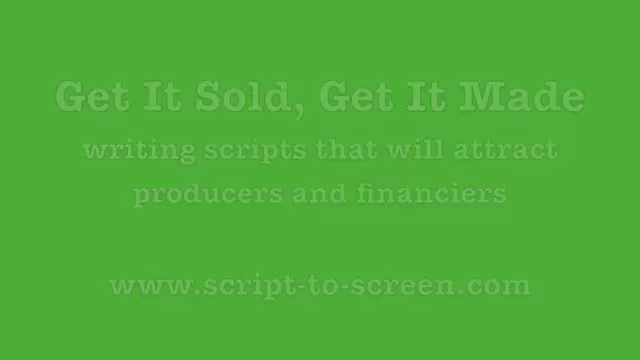 Get It Sold, Get It Made
writing scripts that will attract
producers and financiers
www.script-to-screen.com